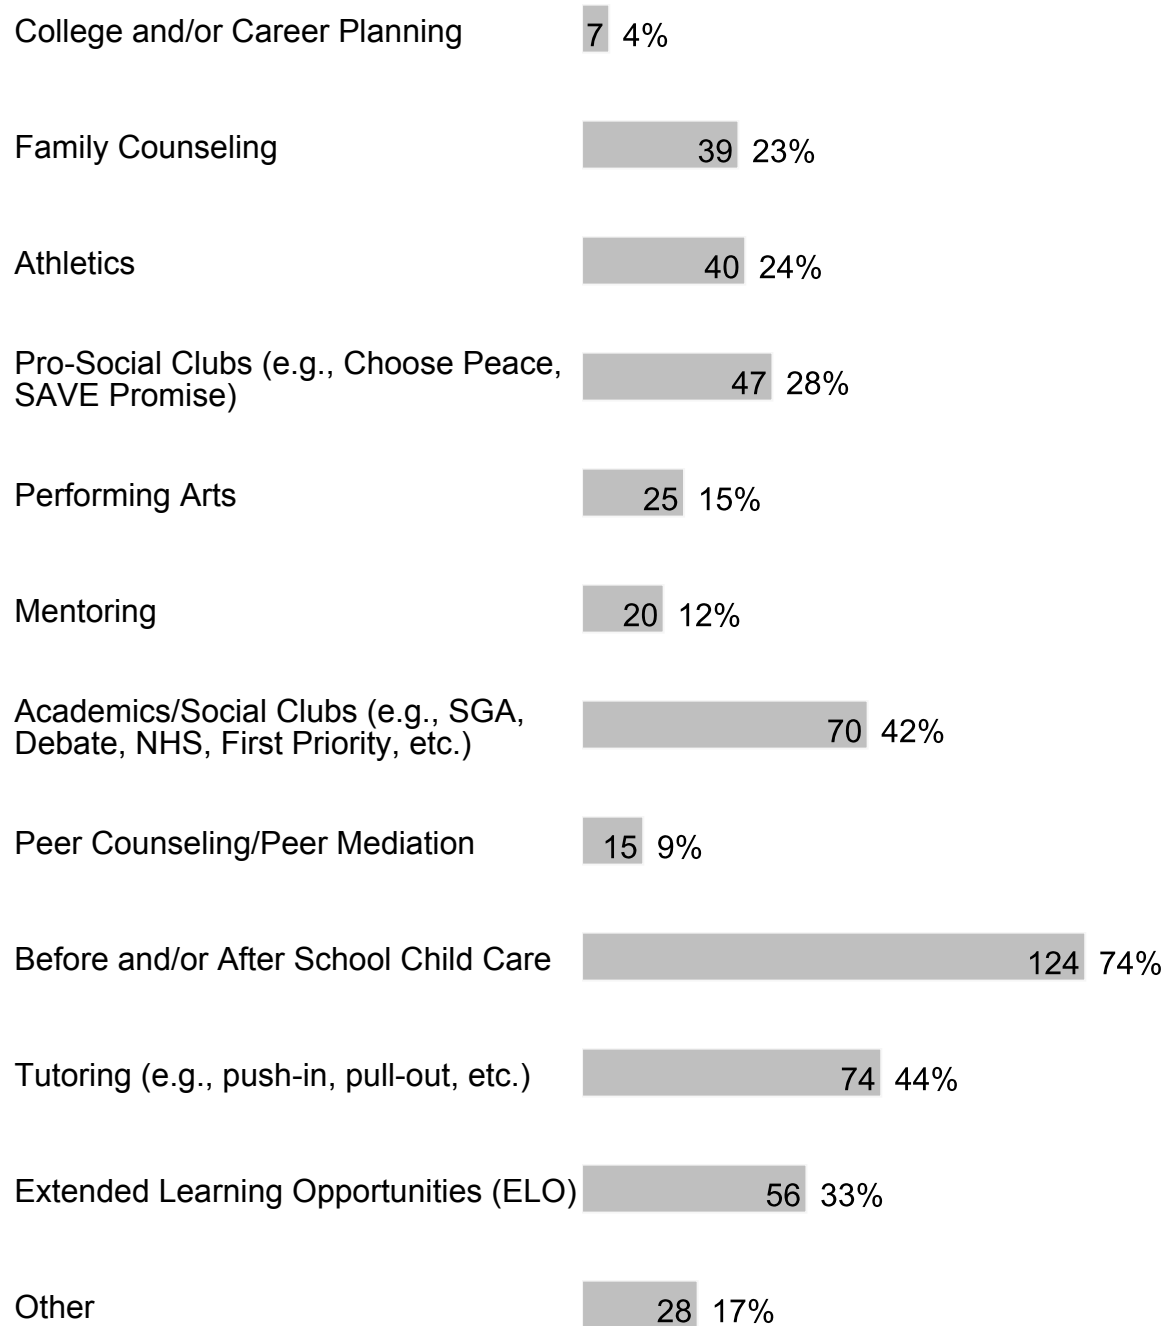 College and/or Career Planning 7 4%
Family Counseling 39 23%
Athletics 40 24%
Pro-Social Clubs (e.g., Choose Peace,
SAVE Promise) 47 28%
Performing Arts 25 15%
Mentoring 20 12%
Academics/Social Clubs (e.g., SGA,
Debate, NHS, First Priority, etc.) 70 42%
Peer Counseling/Peer Mediation 15 9%
Before and/or After School Child Care 124 74%
Tutoring (e.g., push-in, pull-out, etc.) 74 44%
Extended Learning Opportunities (ELO) 56 33%
Other 28 17%